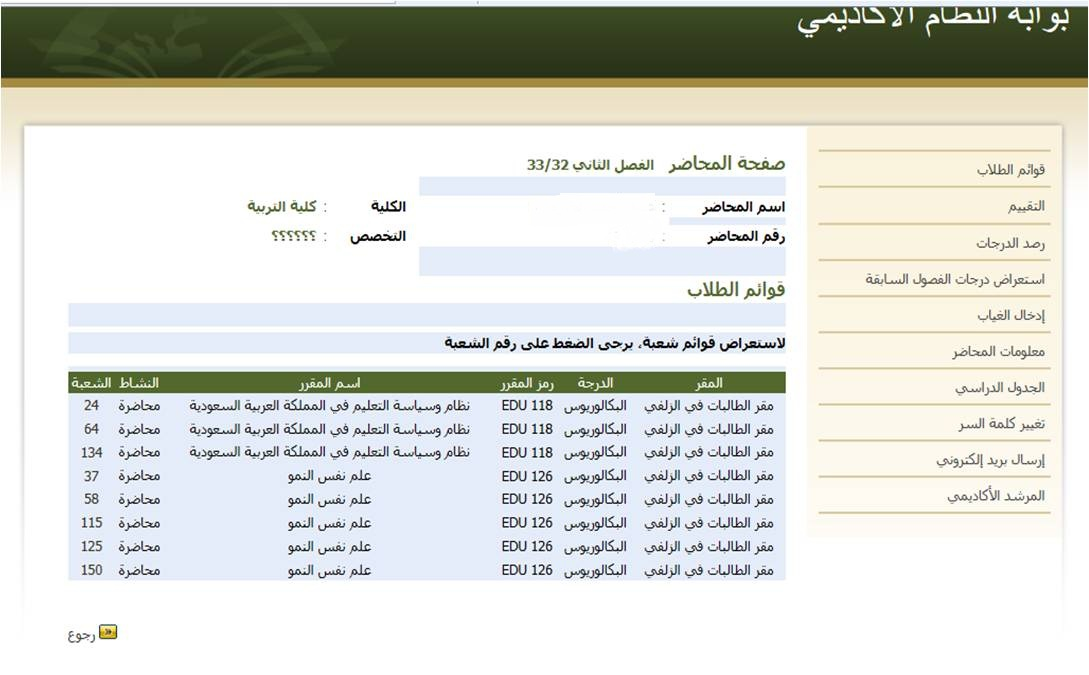 بوابة النظام الأكاديمي
قوائم الطلاب
التقييم
رصد الدرجات
استعراض درجات الفصول السابقة
إدخال الغياب
معلومات المحاضر
الجدول الدراسي
تغيير كلمة السر
إرسال بريد إلكتروني
المرشد الأكاديمي
صفحة المحاضر الفصل الثاني 33/32
اسم المحاضر : الكلية : كلية التربية
رقم المحاضر : التخصص : ؟؟؟؟؟؟
قوائم الطلاب
لاستعراض قوائم شعبة، يرجى الضغط على رقم الشعبة
المقر الدرجة رمز المقرر اسم المقرر النشاط الشعبة
مقر الطالبات في الزلفي البكالوريوس EDU 118 نظام وسياسة التعليم في المملكة العربية السعودية محاضرة 24
مقر الطالبات في الزلفي البكالوريوس EDU 118 نظام وسياسة التعليم في المملكة العربية السعودية محاضرة 64
مقر الطالبات في الزلفي البكالوريوس EDU 118 نظام وسياسة التعليم في المملكة العربية السعودية محاضرة 134
مقر الطالبات في الزلفي البكالوريوس EDU 126 علم نفس النمو محاضرة 37
مقر الطالبات في الزلفي البكالوريوس EDU 126 علم نفس النمو محاضرة 58
مقر الطالبات في الزلفي البكالوريوس EDU 126 علم نفس النمو محاضرة 115
مقر الطالبات في الزلفي البكالوريوس EDU 126 علم نفس النمو محاضرة 125
مقر الطالبات في الزلفي البكالوريوس EDU 126 علم نفس النمو محاضرة 150
رجوع